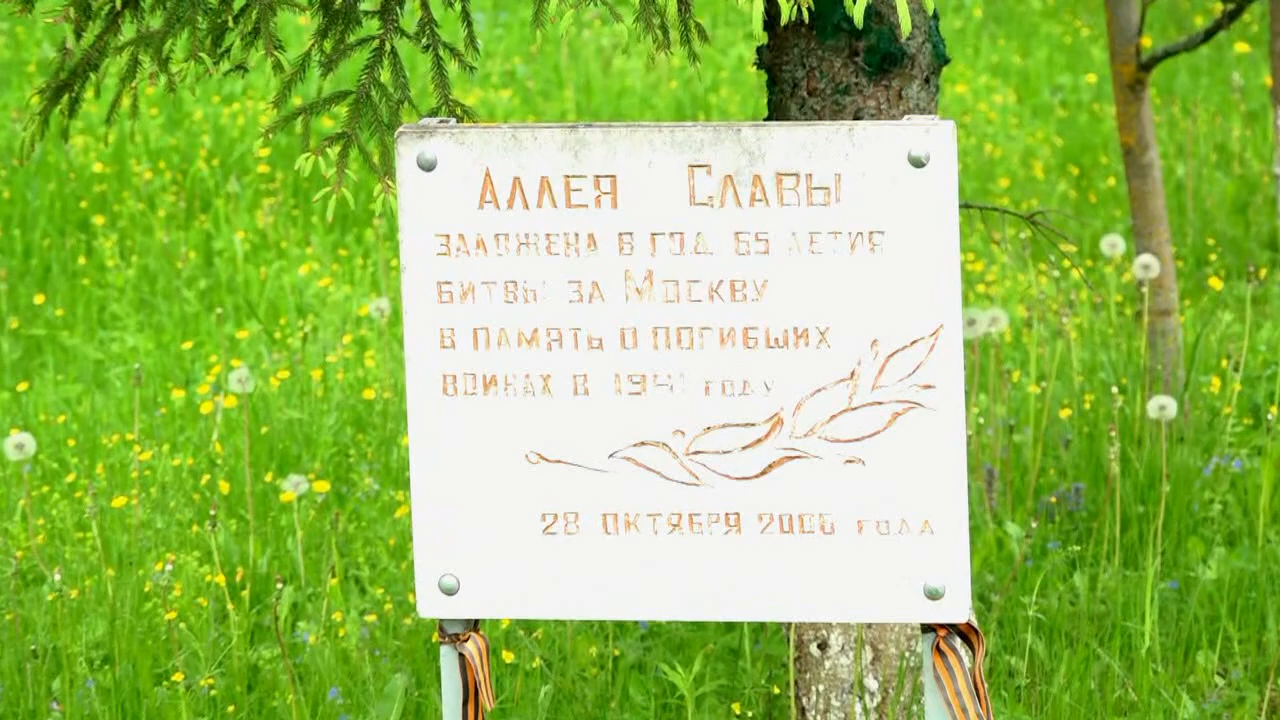 Аллея Славы
заложена в год 65 летия
битвы за Москву
в память о погибших
воинах в 1941 году
28 октября 2006 года